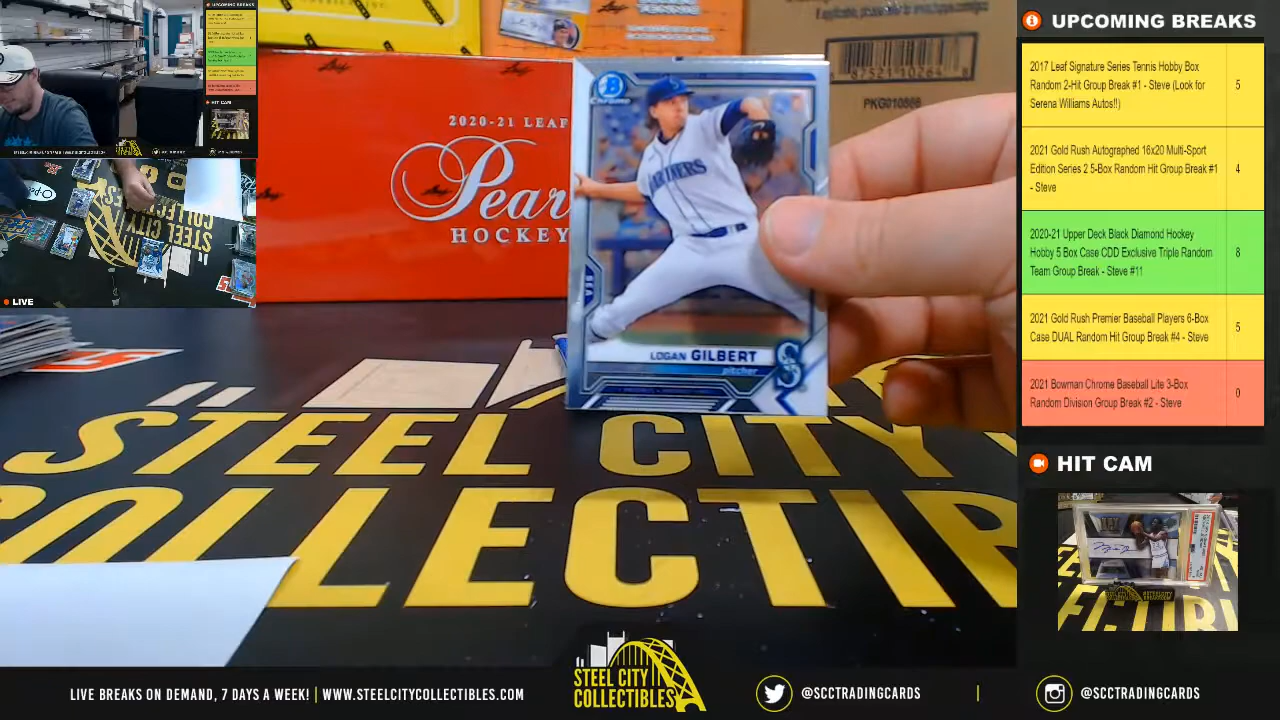 UPCOMING BREAKS
2017 Leaf Signature Series Tennis Hobby Box
Random 2-Hit Group Break #1 - Steve (Look for
Serena Williams Autos!!)
5
2021 Gold Rush Autographed 16x20 Multi-Sport
Edition Series 2 5-Box Random Hit Group Break #1
- Steve
4
2020-21 Upper Deck Black Diamond Hockey
Hobby 5 Box Case CDD Exclusive Triple Random
Team Group Break - Steve #11
8
2021 Gold Rush Premier Baseball Players 6-Box
Case DUAL Random Hit Group Break #4 - Steve
5
2021 Bowman Chrome Baseball Lite 3-Box
Random Division Group Break #2 - Steve
0
HIT CAM
LIVE
2020-21 LEAF
Pear
HOCKEY
PKG010866
B
Chrome
MARINERS
SEA
LOGAN GILBERT
pitcher
S
STEEL CITY
COLLECTIB
LIVE BREAKS ON DEMAND, 7 DAYS A WEEK! | WWW.STEELCITYCOLLECTIBLES.COM
STEEL CITY
COLLECTIBLES
@SCCTRADINGCARDS
|
@SCCTRADINGCARDS